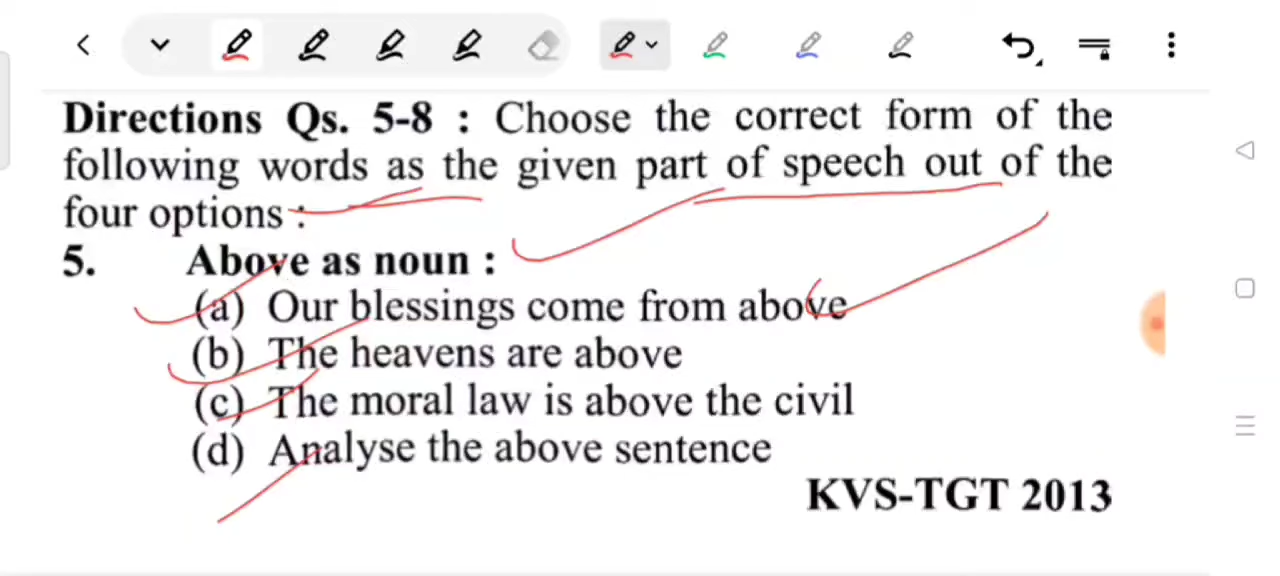 Directions Qs. 5-8 : Choose the correct form of the
following words as the given part of speech out of the
four options :
5. Above as noun :
(a) Our blessings come from above
(b) The heavens are above
(c) The moral law is above the civil
(d) Analyse the above sentence
KVS-TGT 2013